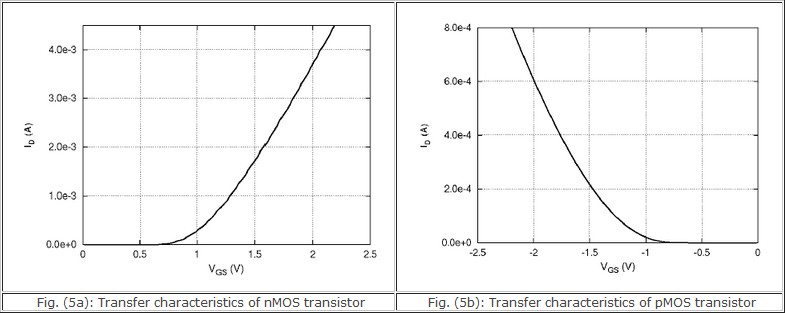 4.0e-3
3.0e-3
2.0e-3
1.0e-3
0.0e+0
I_D (A)
0 0.5 1 1.5 2 2.5
V_GS (V)
8.0e-4
6.0e-4
4.0e-4
2.0e-4
0.0e+0
I_D (A)
-2.5 -2 -1.5 -1 -0.5 0
V_GS (V)
Fig. (5a): Transfer characteristics of nMOS transistor
Fig. (5b): Transfer characteristics of pMOS transistor